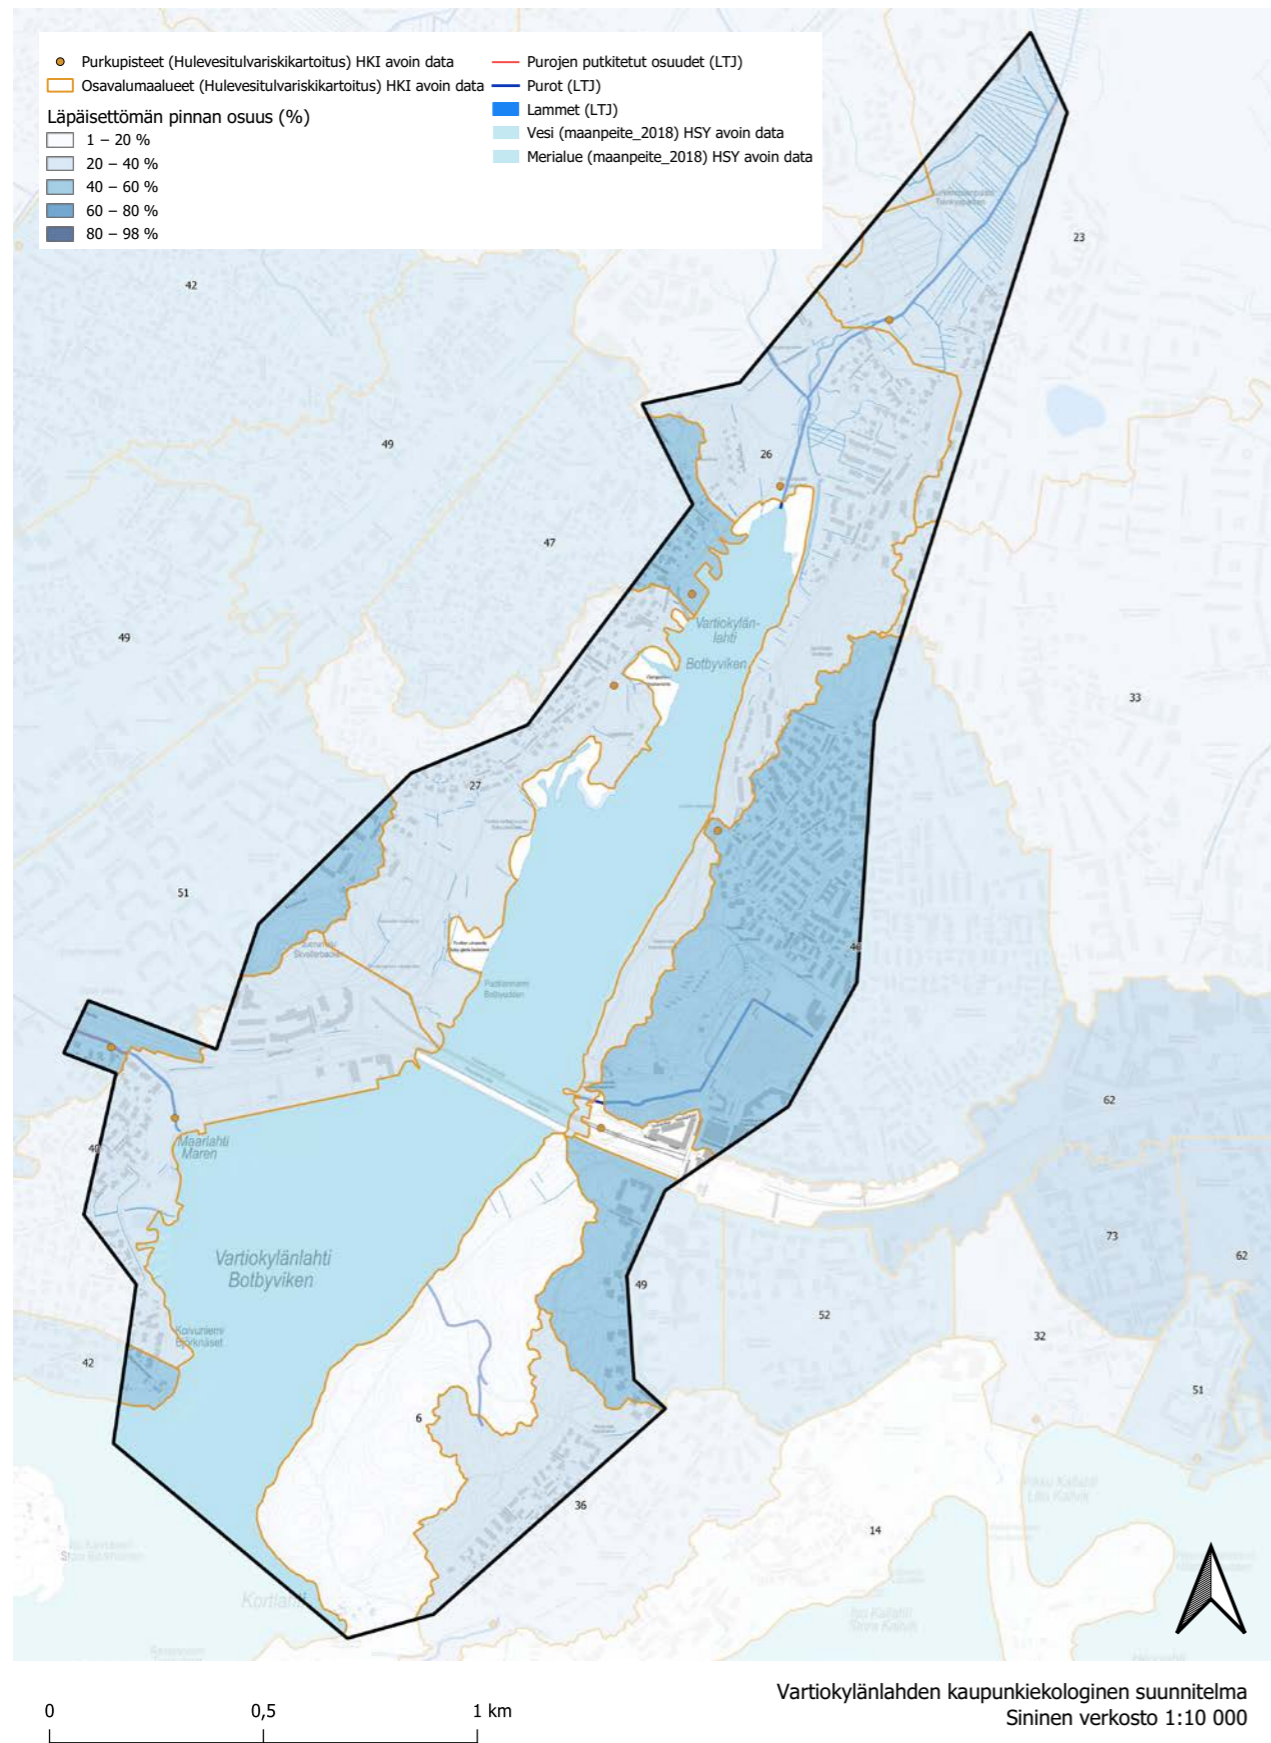 Purkupisteet (Hulevesitulvariskikartoitus) HKI avoin data
Osavalumaalueet (Hulevesitulvariskikartoitus) HKI avoin data
Läpäisettömän pinnan osuus (%)
1 – 20 %
20 – 40 %
40 – 60 %
60 – 80 %
80 – 98 %
Purojen putkitetut osuudet (LTJ)
Purot (LTJ)
Lammet (LTJ)
Vesi (maanpeite_2018) HSY avoin data
Merialue (maanpeite_2018) HSY avoin data
23
42
49
26
47
Vartiokylän-
lahti
Botbyviken
49
33
27
51
46
62
Maarlahti
Maren
40
73
Vartiokylänlahti
Botbyviken
62
49
52
32
Koivuniemi
Björknäset
42
51
6
36
14
Kortlahti
0
0,5
1 km
Vartiokylänlahden kaupunkiekologinen suunnitelma
Sininen verkosto 1:10 000